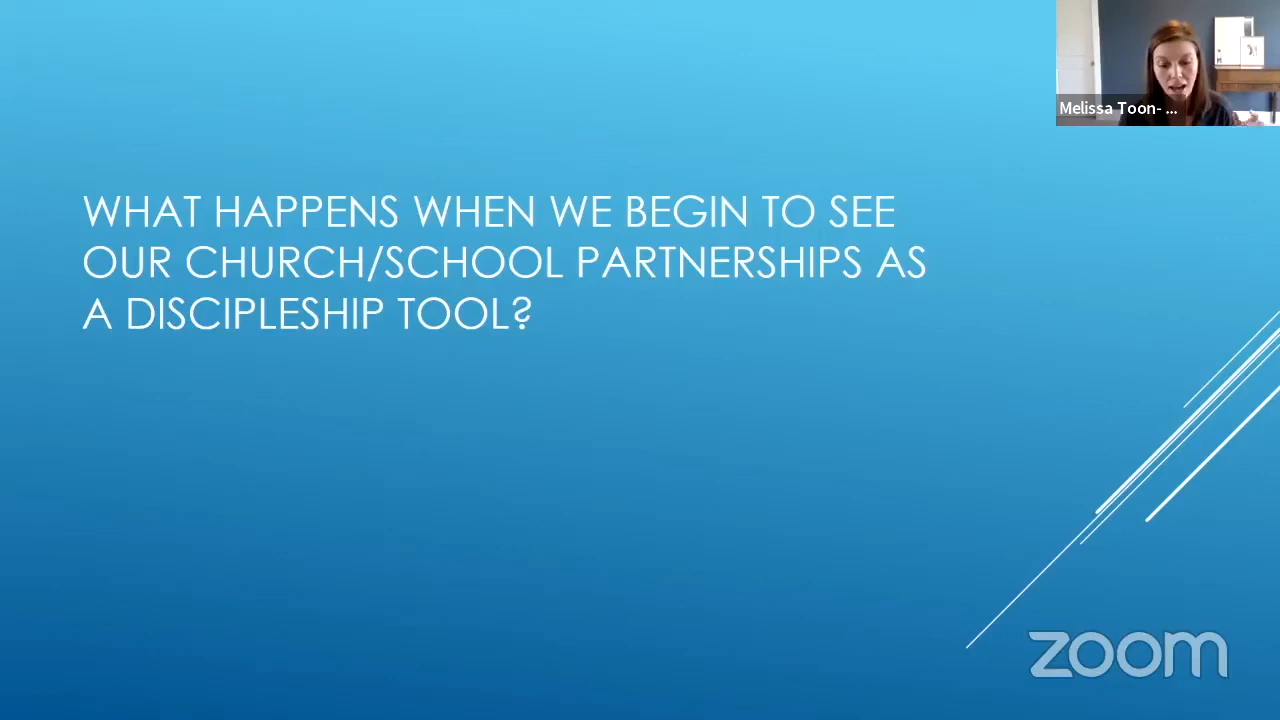 Melissa Toon- ...
WHAT HAPPENS WHEN WE BEGIN TO SEE
OUR CHURCH/SCHOOL PARTNERSHIPS AS
A DISCIPLESHIP TOOL?
zoom